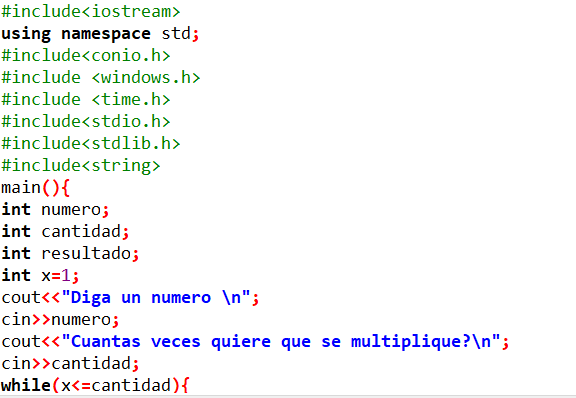 #include<iostream>
using namespace std;
#include<conio.h>
#include <windows.h>
#include <time.h>
#include<stdio.h>
#include<stdlib.h>
#include<string>
main(){
int numero;
int cantidad;
int resultado;
int x=1;
cout<<"Diga un numero \n";
cin>>numero;
cout<<"Cuantas veces quiere que se multiplique?\n";
cin>>cantidad;
while(x<=cantidad){